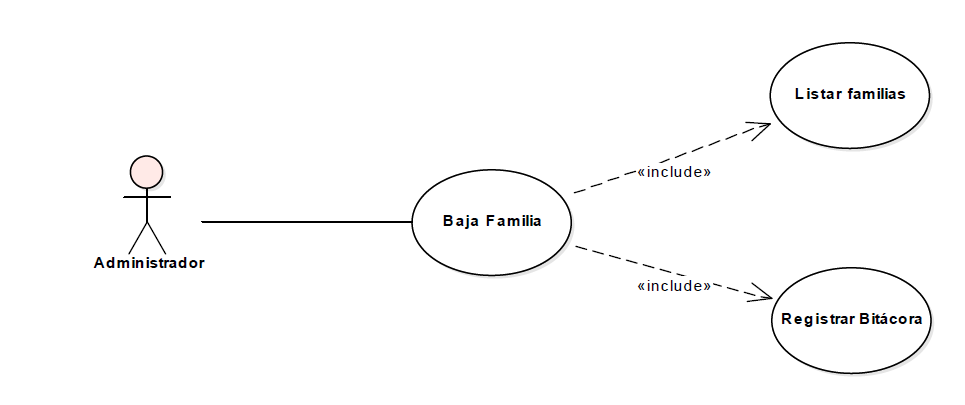 Listar familias
«include»
Baja Familia
Administrador
«include»
Registrar Bitácora